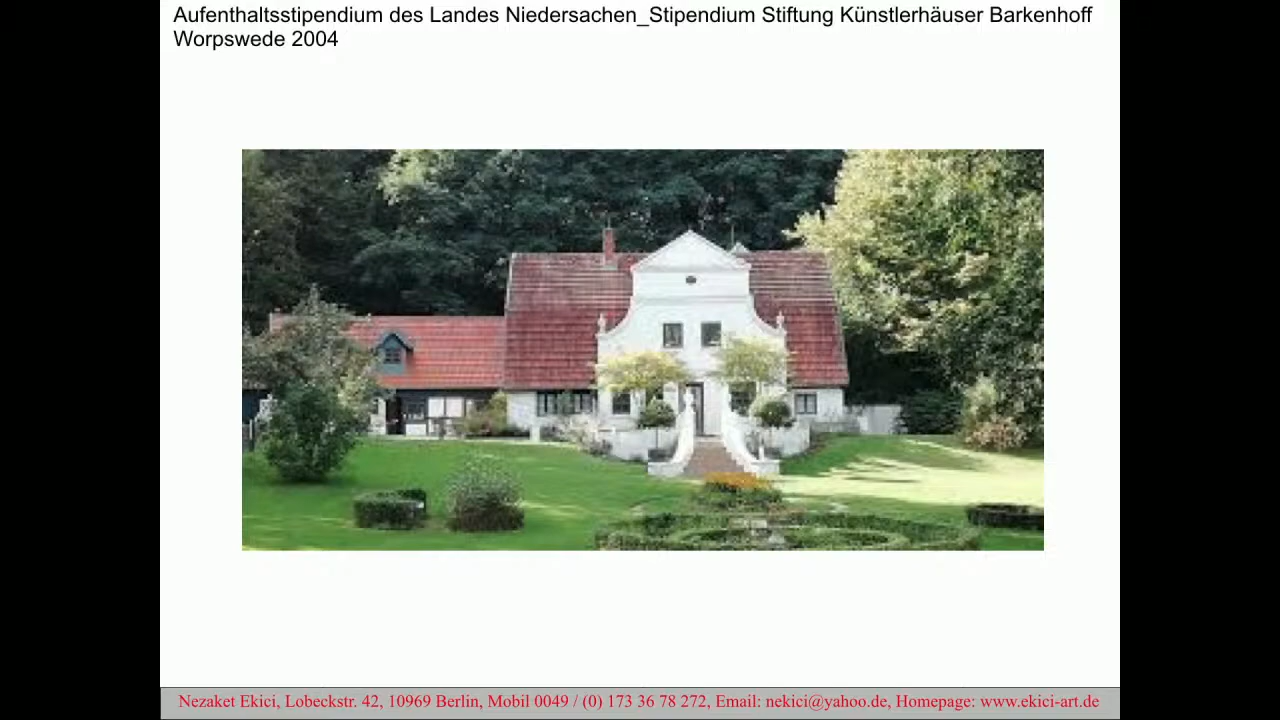 Aufenthaltsstipendium des Landes Niedersachen_Stipendium Stiftung Künstlerhäuser Barkenhoff
Worpswede 2004
Nezaket Ekici, Lobeckstr. 42, 10969 Berlin, Mobil 0049 / (0) 173 36 78 272, Email: nekici@yahoo.de, Homepage: www.ekici-art.de